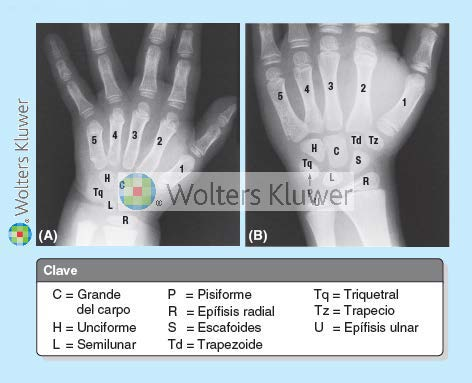 Wolters Kluwer
5 4 3 2 1
H C
Tq
L
R
(A)
5 4 3 2 1
Td Tz
H C
Tq S
L
R
P
U
(B)
Wolters Kluwer
Clave
C = Grande del carpo
H = Unciforme
L = Semilunar
P = Pisiforme
R = Epífisis radial
S = Escafoides
Td = Trapezoide
Tq = Triquetral
Tz = Trapecio
U = Epífisis ulnar